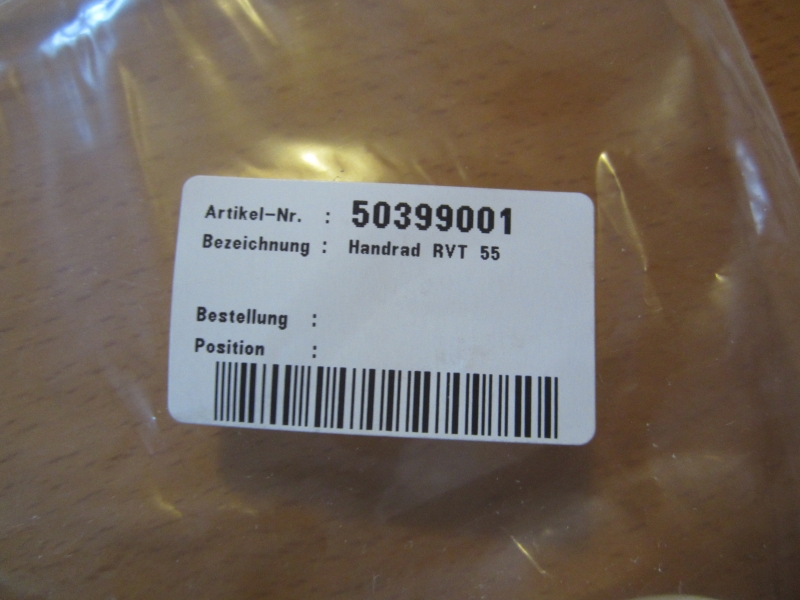 Artikel-Nr. : 50399001
Bezeichnung : Handrad RVT 55
Bestellung :
Position :